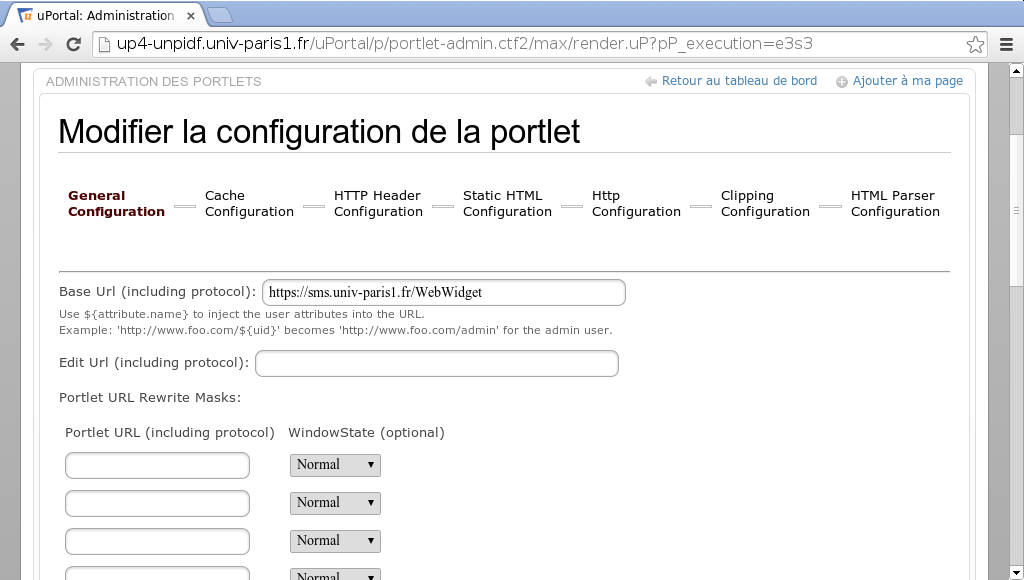 uPortal: Administration
up4-unpidf.univ-paris1.fr/uPortal/p/portlet-admin.ctf2/max/render.uP?pP_execution=e3s3
ADMINISTRATION DES PORTLETS
Retour au tableau de bord
Ajouter à ma page
Modifier la configuration de la portlet
General
Configuration
Cache
Configuration
HTTP Header
Configuration
Static HTML
Configuration
Http
Configuration
Clipping
Configuration
HTML Parser
Configuration
Base Url (including protocol): https://sms.univ-paris1.fr/WebWidget
Use ${attribute.name} to inject the user attributes into the URL.
Example: 'http://www.foo.com/${uid}' becomes 'http://www.foo.com/admin' for the admin user.
Edit Url (including protocol):
Portlet URL Rewrite Masks:
Portlet URL (including protocol) WindowState (optional)
Normal
Normal
Normal
Normal